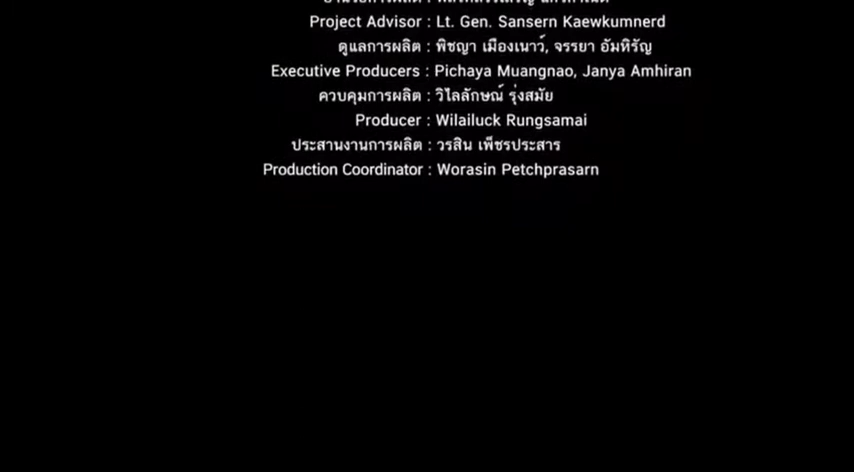 Project Advisor : Lt. Gen. Sansern Kaewkumnerd
ดูแลการผลิต : พิชญา เมืองเนาว์, จรรยา อัมหิรัญ
Executive Producers : Pichaya Muangnao, Janya Amhiran
ควบคุมการผลิต : วิไลลักษณ์ รุ่งสมัย
Producer : Wilailuck Rungsamai
ประสานงานการผลิต : วรสิน เพ็ชรประสาร
Production Coordinator : Worasin Petchprasarn